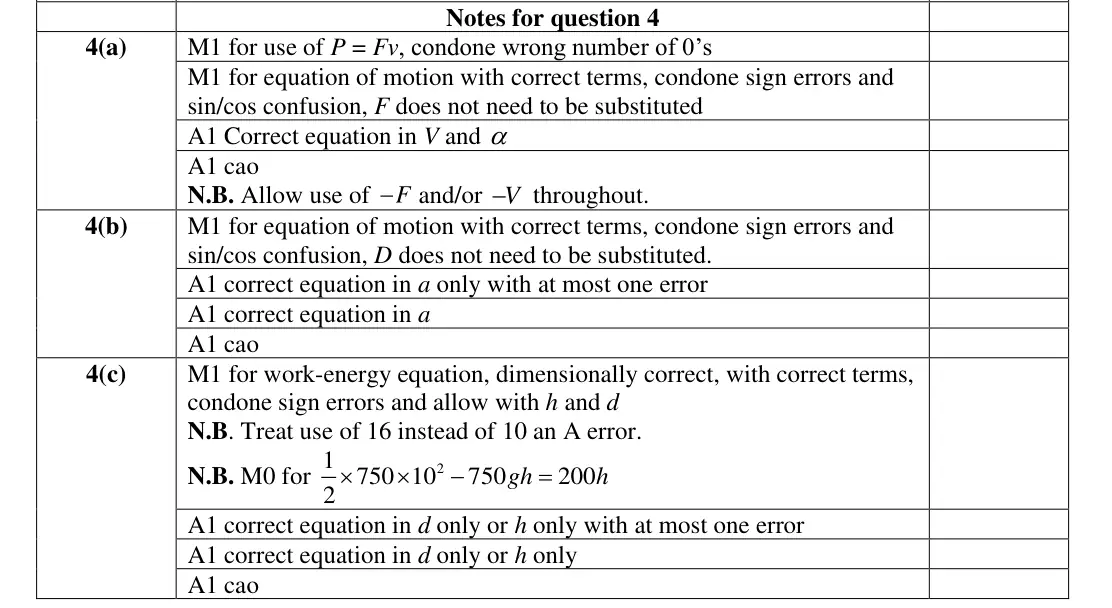 Notes for question 4
4(a) M1 for use of P = Fv, condone wrong number of 0’s
M1 for equation of motion with correct terms, condone sign errors and
sin/cos confusion, F does not need to be substituted
A1 Correct equation in V and α
A1 cao
N.B. Allow use of −F and/or –V throughout.
4(b) M1 for equation of motion with correct terms, condone sign errors and
sin/cos confusion, D does not need to be substituted.
A1 correct equation in a only with at most one error
A1 correct equation in a
A1 cao
4(c) M1 for work-energy equation, dimensionally correct, with correct terms,
condone sign errors and allow with h and d
N.B. Treat use of 16 instead of 10 an A error.
N.B. M0 for 1/2 × 750 × 10² − 750gh = 200h
A1 correct equation in d only or h only with at most one error
A1 correct equation in d only or h only
A1 cao